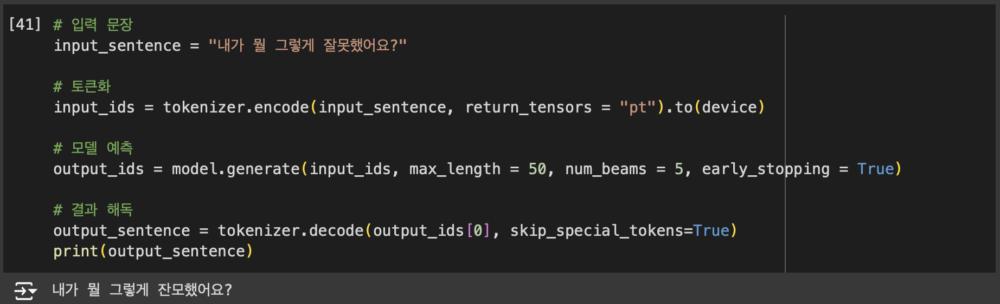 [41] # 입력 문장
input_sentence = "내가 뭘 그렇게 잘못했어요?"
# 토큰화
input_ids = tokenizer.encode(input_sentence, return_tensors = "pt").to(device)
# 모델 예측
output_ids = model.generate(input_ids, max_length = 50, num_beams = 5, early_stopping = True)
# 결과 해독
output_sentence = tokenizer.decode(output_ids[0], skip_special_tokens=True)
print(output_sentence)
내가 뭘 그렇게 잔모했어요?